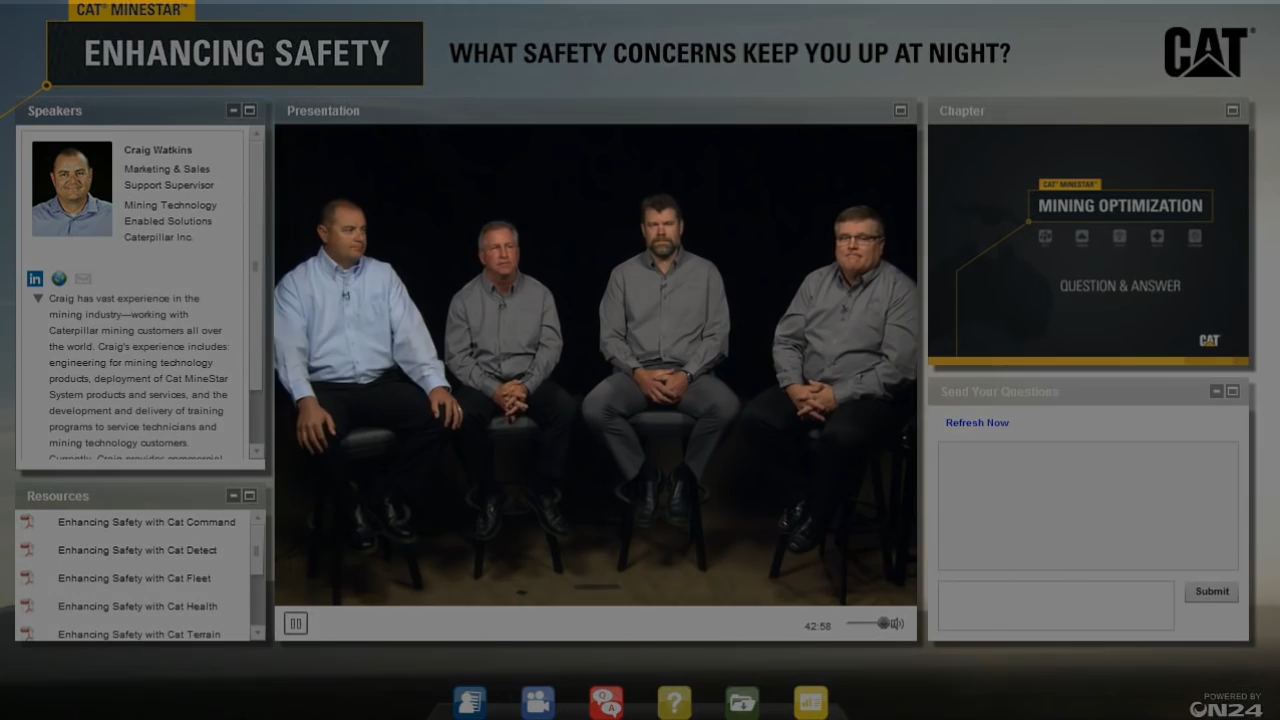 CAT® MINESTAR™
ENHANCING SAFETY
WHAT SAFETY CONCERNS KEEP YOU UP AT NIGHT?
CAT®
Speakers
Craig Watkins
Marketing & Sales
Support Supervisor
Mining Technology
Enabled Solutions
Caterpillar Inc.
in
Craig has vast experience in the
mining industry—working with
Caterpillar mining customers all over
the world. Craig's experience includes:
engineering for mining technology
products, deployment of Cat MineStar
System products and services, and the
development and delivery of training
programs to service technicians and
mining technology customers.
Currently, Craig provides commercial
Resources
Enhancing Safety with Cat Command
Enhancing Safety with Cat Detect
Enhancing Safety with Cat Fleet
Enhancing Safety with Cat Health
Enhancing Safety with Cat Terrain
Presentation
42:58
Chapter
CAT® MINESTAR™
MINING OPTIMIZATION
QUESTION & ANSWER
CAT
Send Your Questions
Refresh Now
Submit
Q
A
?
POWERED BY
ON24